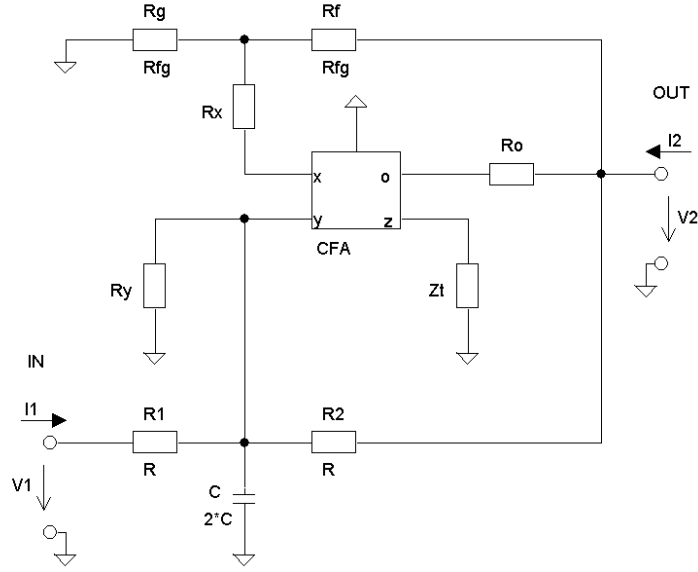 Rg
Rf
Rfg
Rfg
OUT
Rx
I2
Ro
x
o
y
z
V2
CFA
Ry
Zt
IN
I1
R1
R2
R
R
V1
C
2*C